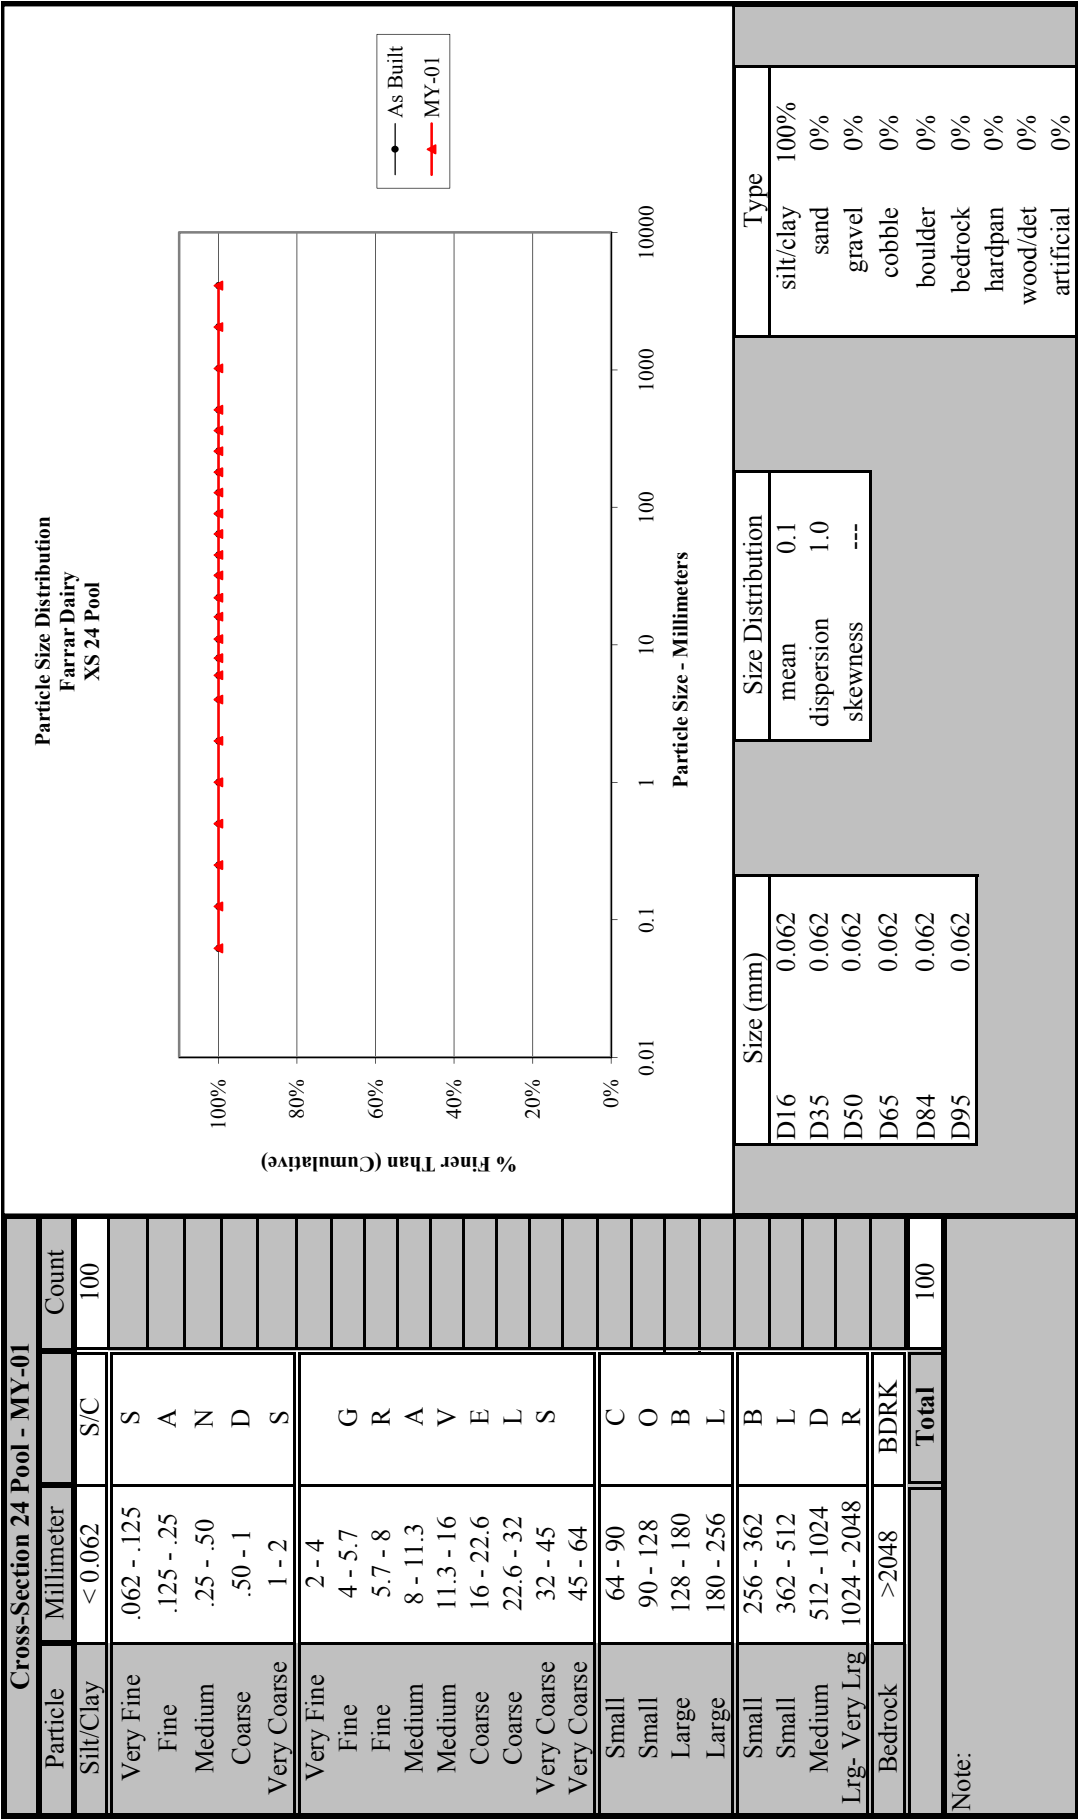 Cross-Section 24 Pool - MY-01
Particle Millimeter Count
Silt/Clay < 0.062 S/C 100
Very Fine .062 - .125 S
Fine .125 - .25 A
Medium .25 - .50 N
Coarse .50 - 1 D
Very Coarse 1 - 2 S
Very Fine 2 - 4
Fine 4 - 5.7 G
Fine 5.7 - 8 R
Medium 8 - 11.3 A
Medium 11.3 - 16 V
Coarse 16 - 22.6 E
Coarse 22.6 - 32 L
Very Coarse 32 - 45 S
Very Coarse 45 - 64
Small 64 - 90 C
Small 90 - 128 O
Large 128 - 180 B
Large 180 - 256 L
Small 256 - 362 B
Small 362 - 512 L
Medium 512 - 1024 D
Lrg- Very Lrg 1024 - 2048 R
Bedrock >2048 BDRK
Total 100
Note:
Particle Size Distribution
Farrar Dairy
XS 24 Pool
% Finer Than (Cumulative)
100%
80%
60%
40%
20%
0%
0.01 0.1 1 10 100 1000 10000
Particle Size - Millimeters
As Built
MY-01
Size (mm)
D16 0.062
D35 0.062
D50 0.062
D65 0.062
D84 0.062
D95 0.062
Size Distribution
mean 0.1
dispersion 1.0
skewness ---
Type
silt/clay 100%
sand 0%
gravel 0%
cobble 0%
boulder 0%
bedrock 0%
hardpan 0%
wood/det 0%
artificial 0%